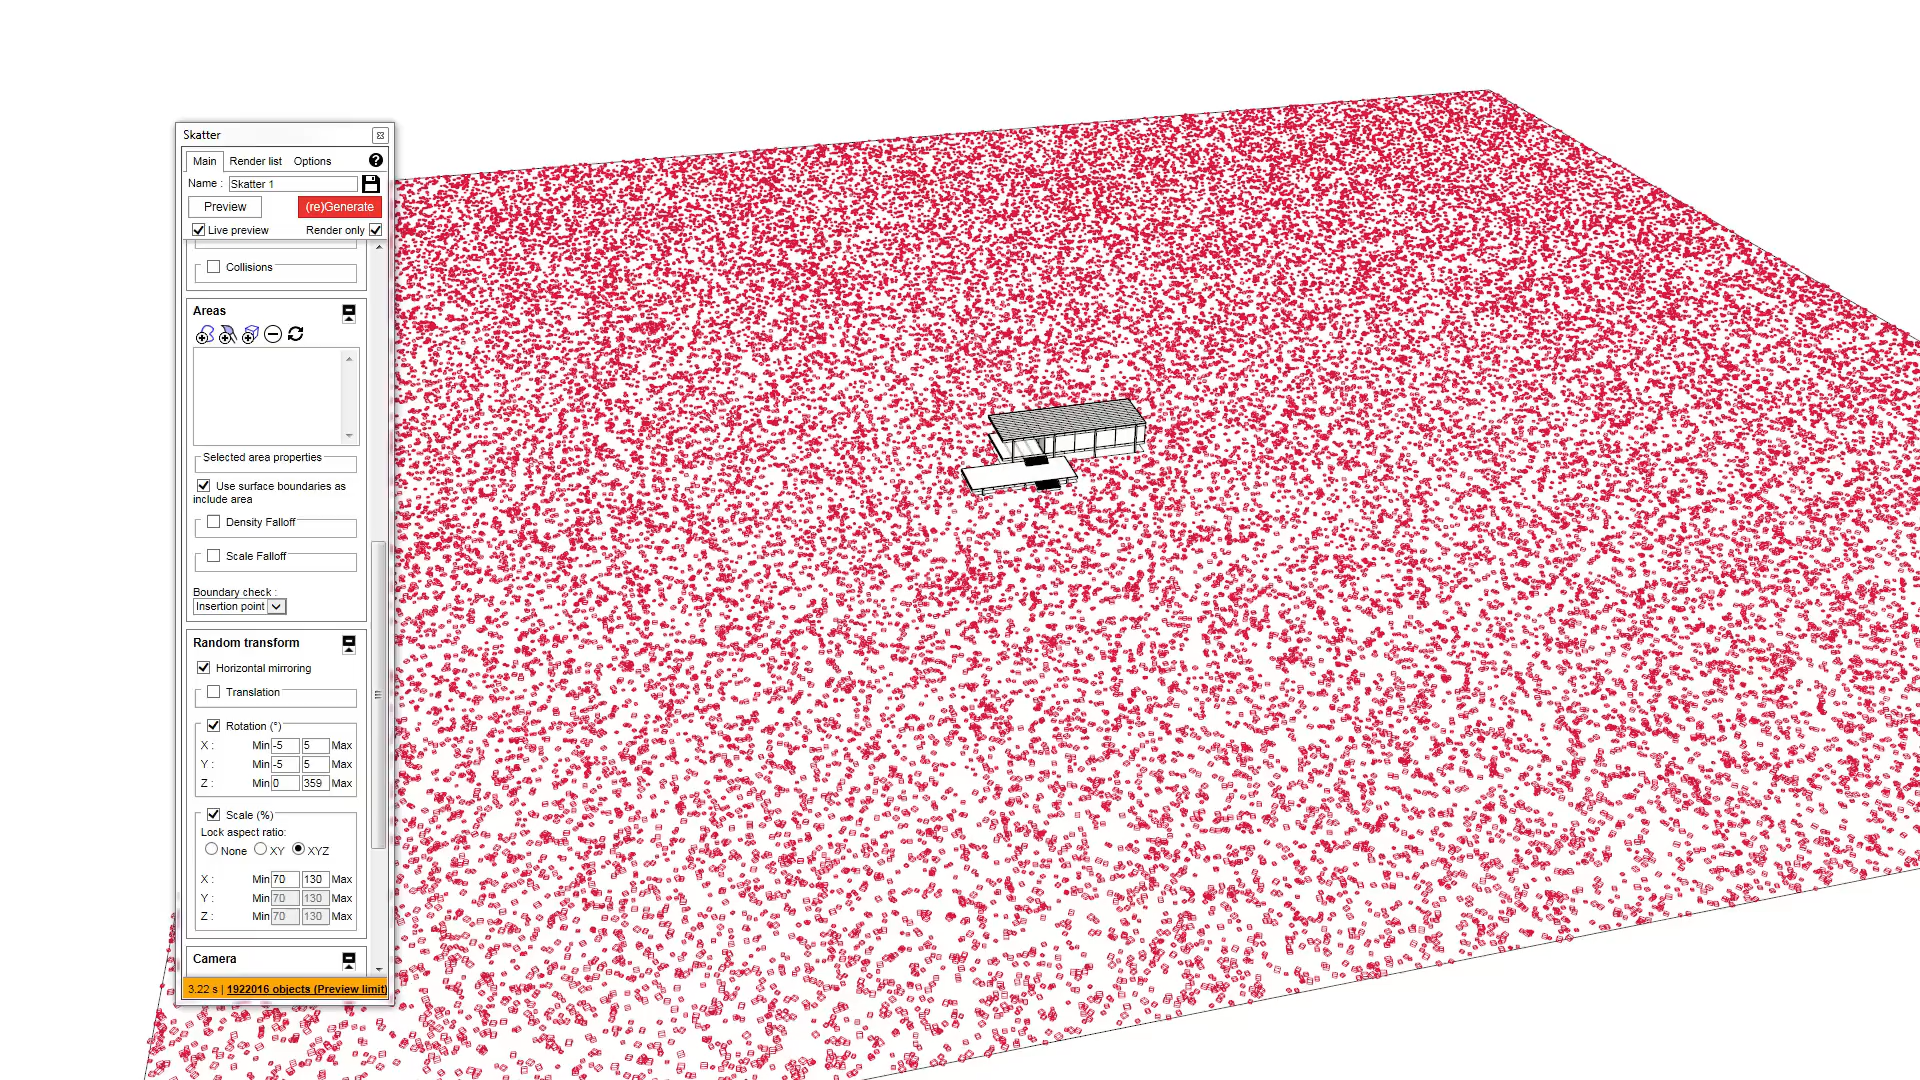 Skatter
Main Render list Options ?
Name : Skatter 1
Preview (re)Generate
Live preview Render only
Collisions
Areas
Selected area properties
Use surface boundaries as
include area
Density Falloff
Scale Falloff
Boundary check :
Insertion point
Random transform
Horizontal mirroring
Translation
Rotation (°)
X : Min -5 5 Max
Y : Min -5 5 Max
Z : Min 0 359 Max
Scale (%)
Lock aspect ratio:
None XY XYZ
X : Min 70 130 Max
Y : Min 70 130 Max
Z : Min 70 130 Max
Camera
3.22 s | 1922016 objects (Preview limit)